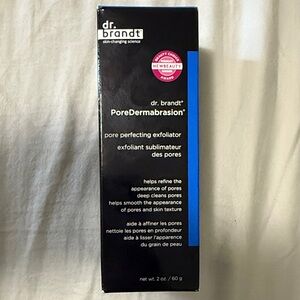 dr.
brandt®
skin-changing science
NEWBEAUTY
AWARD
dr. brandt®
PoreDermabrasion®
pore perfecting exfoliator
exfoliant sublimateur
des pores
helps refine the
appearance of pores
deep cleans pores
helps smooth the appearance
of pores and skin texture
aide à affiner les pores
nettoie les pores en profondeur
aide à lisser l'apparence
du grain de peau
net wt. 2 oz. / 60 g